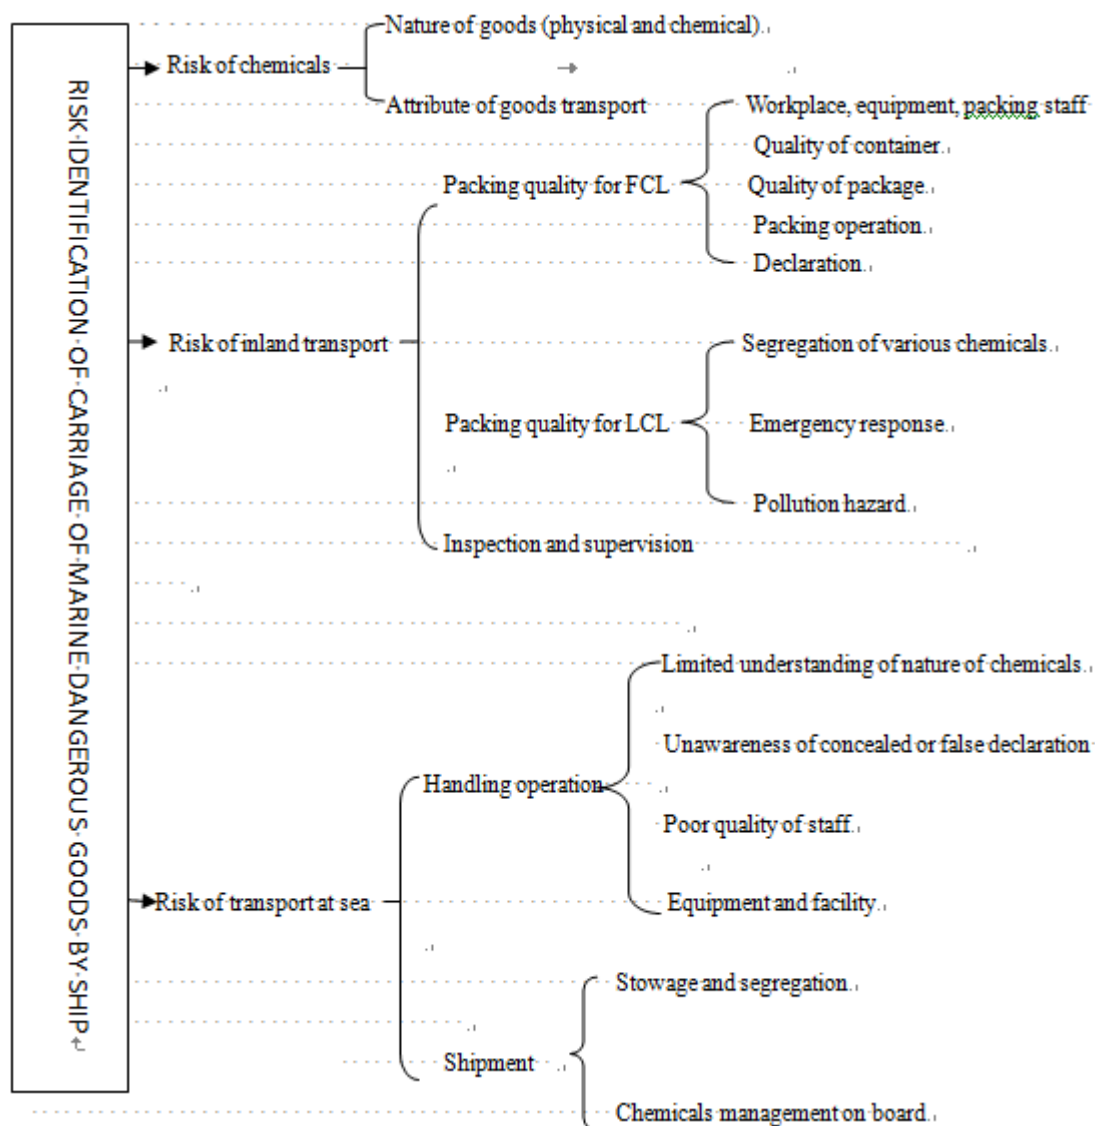 RISK IDENTIFICATION OF CARRIAGE OF MARINE DANGEROUS GOODS BY SHIP
Risk of chemicals
Nature of goods (physical and chemical)
Attribute of goods transport
Risk of inland transport
Packing quality for FCL
Workplace, equipment, packing staff
Quality of container
Quality of package
Packing operation
Declaration
Packing quality for LCL
Segregation of various chemicals
Emergency response
Pollution hazard
Inspection and supervision
Risk of transport at sea
Handling operation
Limited understanding of nature of chemicals
Unawareness of concealed or false declaration
Poor quality of staff
Equipment and facility
Shipment
Stowage and segregation
Chemicals management on board